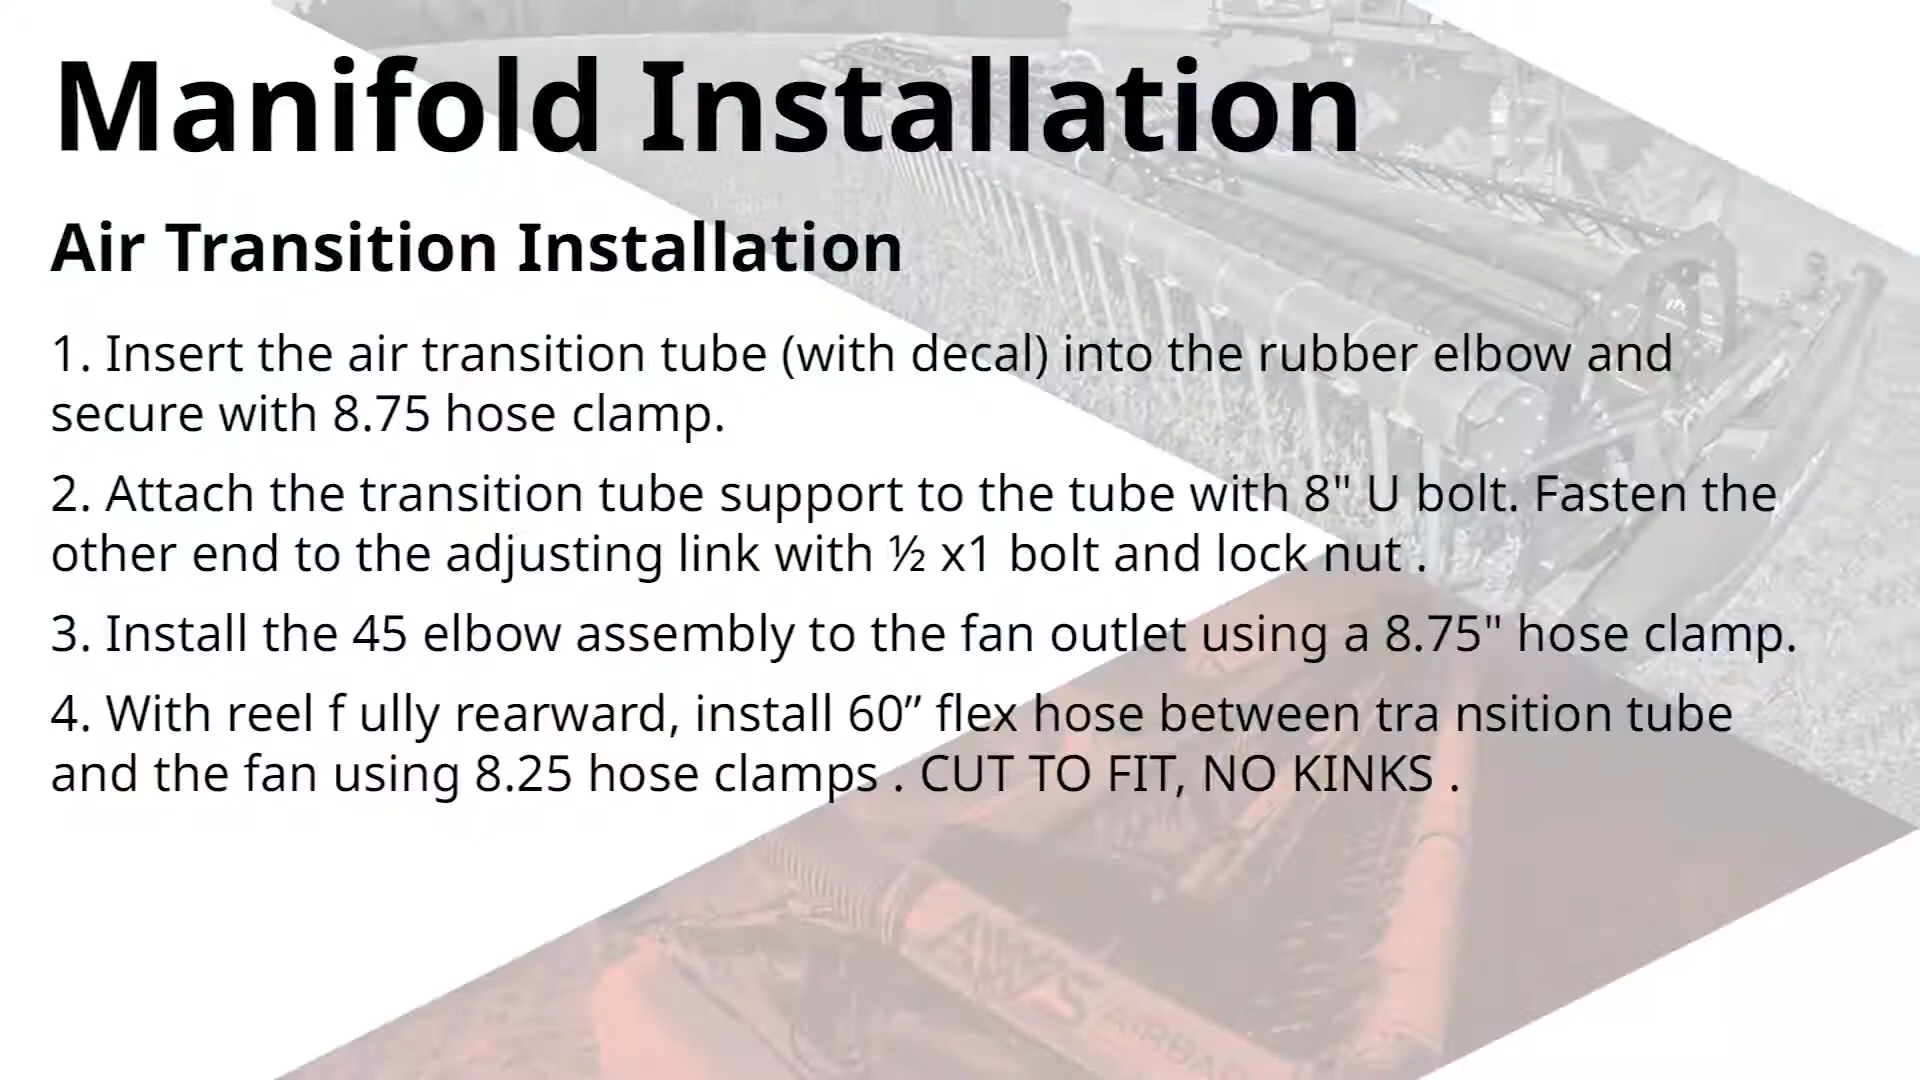 Manifold Installation
Air Transition Installation
1. Insert the air transition tube (with decal) into the rubber elbow and
secure with 8.75 hose clamp.
2. Attach the transition tube support to the tube with 8" U bolt. Fasten the
other end to the adjusting link with ½ x1 bolt and lock nut .
3. Install the 45 elbow assembly to the fan outlet using a 8.75" hose clamp.
4. With reel f ully rearward, install 60” flex hose between tra nsition tube
and the fan using 8.25 hose clamps . CUT TO FIT, NO KINKS .
AWS